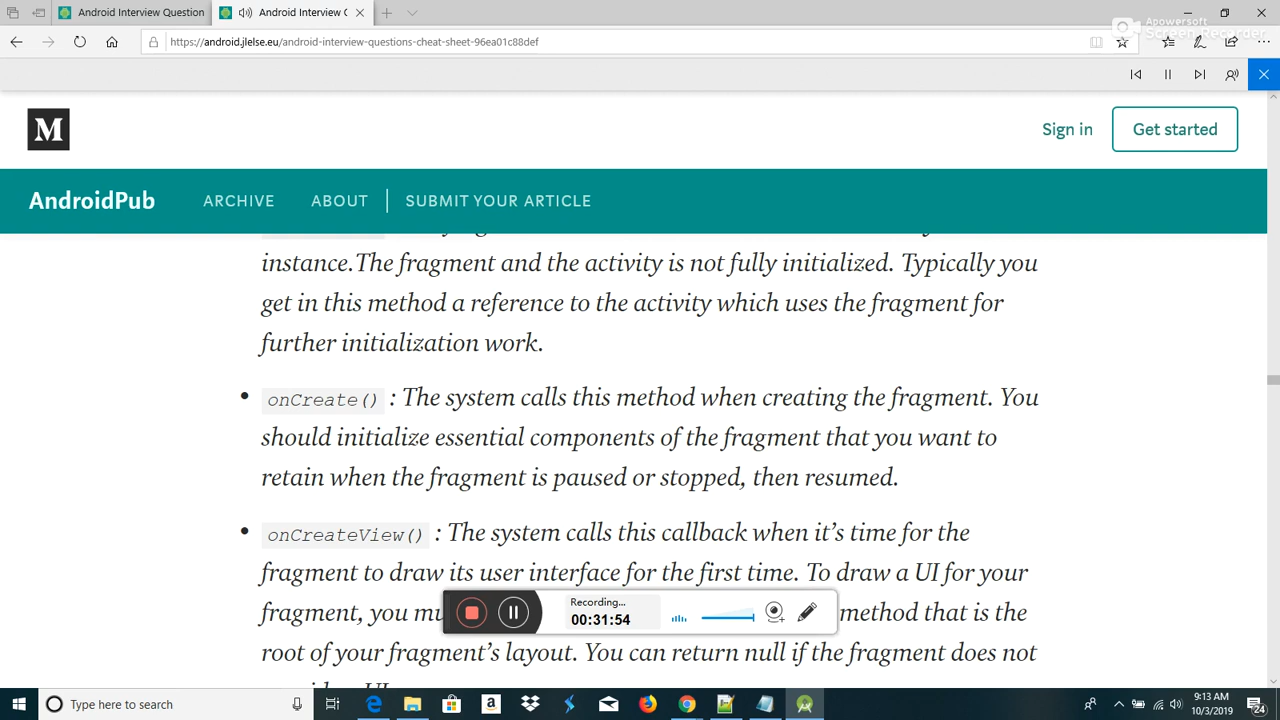 Android Interview Question
Android Interview C
Apowersoft
Screen Recorder
https://android.jlelse.eu/android-interview-questions-cheat-sheet-96ea01c88def
M
Sign in
Get started
AndroidPub
ARCHIVE
ABOUT
SUBMIT YOUR ARTICLE
instance.The fragment and the activity is not fully initialized. Typically you
get in this method a reference to the activity which uses the fragment for
further initialization work.
• onCreate() : The system calls this method when creating the fragment. You
should initialize essential components of the fragment that you want to
retain when the fragment is paused or stopped, then resumed.
• onCreateView() : The system calls this callback when it’s time for the
fragment to draw its user interface for the first time. To draw a UI for your
fragment, you method that is the
root of your fragment’s layout. You can return null if the fragment does not
Recording...
00:31:54
Type here to search
9:13 AM
10/3/2019
24